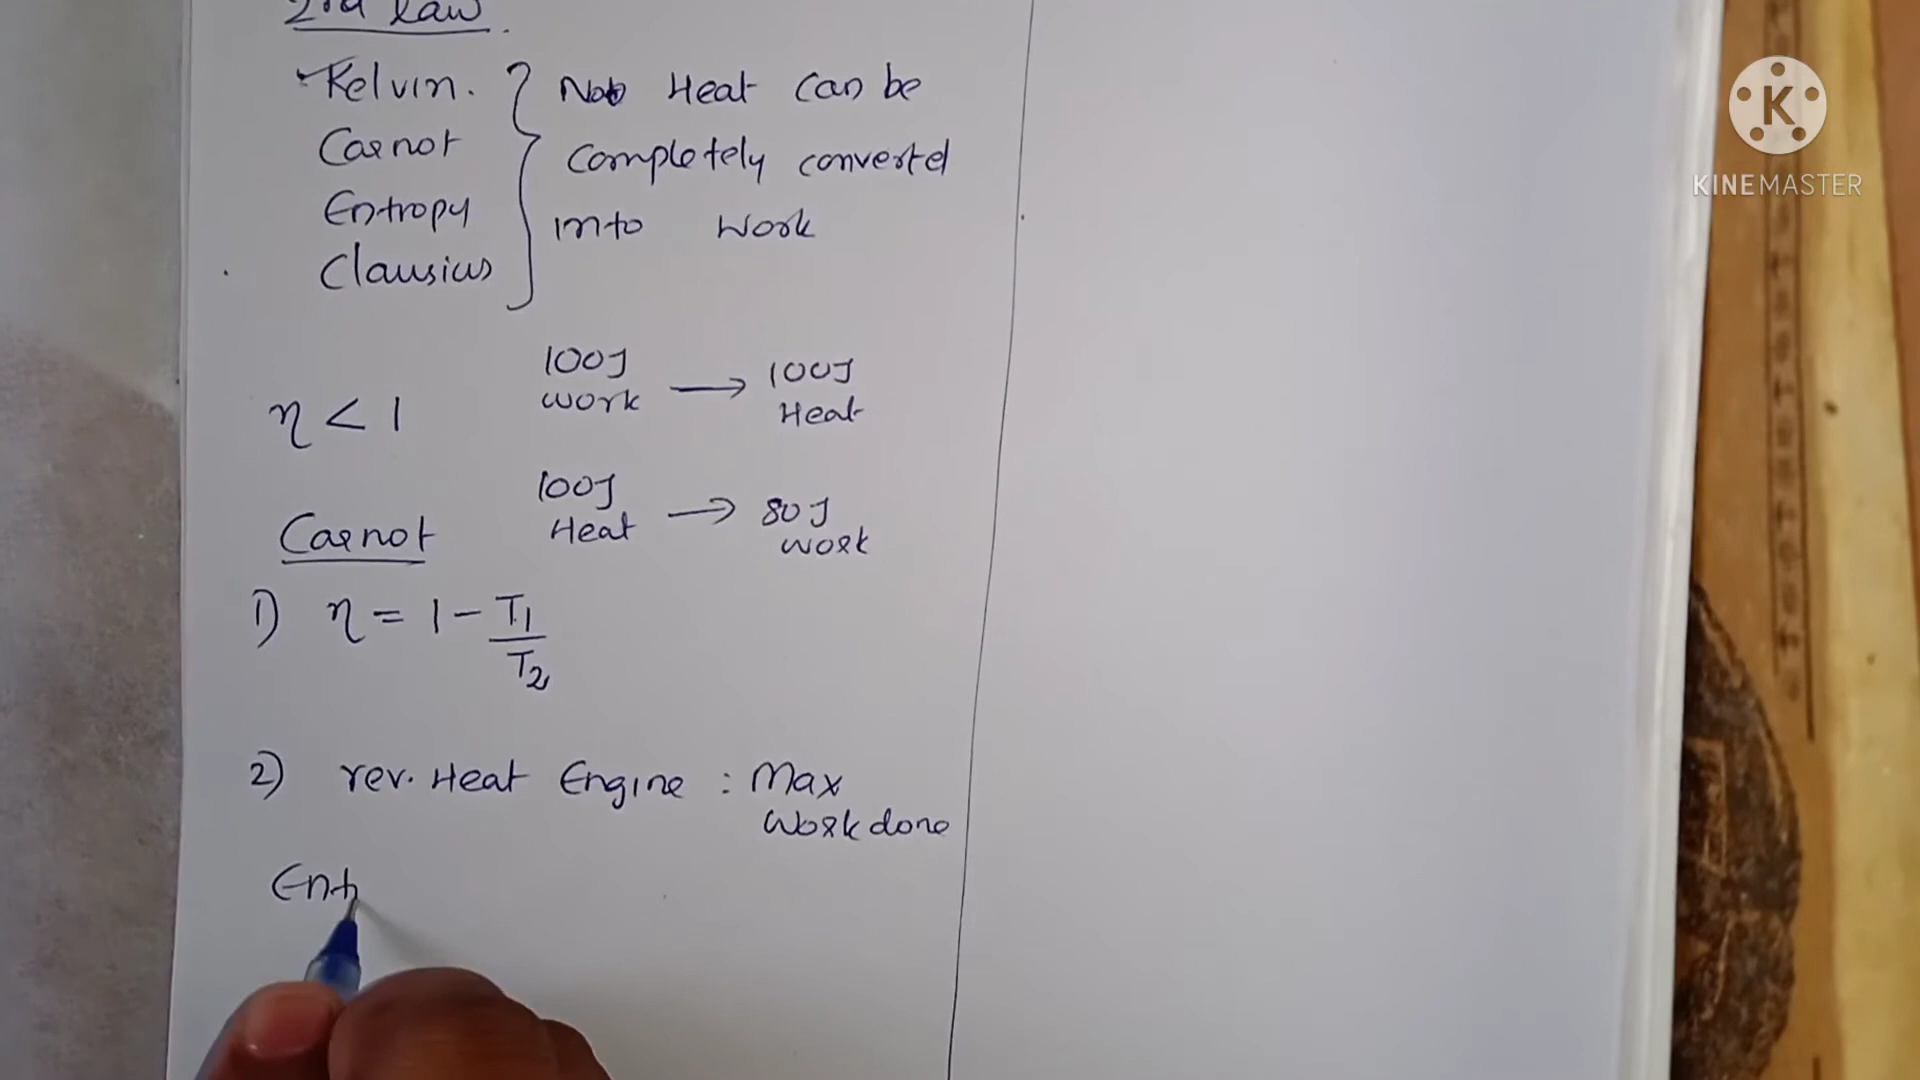 2nd law
Kelvin.
Carnot
Entropy
Clausius
Not Heat can be
completely converted
into work
η < 1
100J work → 100J Heat
100J Heat → 80J work
Carnot
1) η = 1 - T1/T2
2) rev. Heat Engine : Max
work done
Ent
K
KINEMASTER